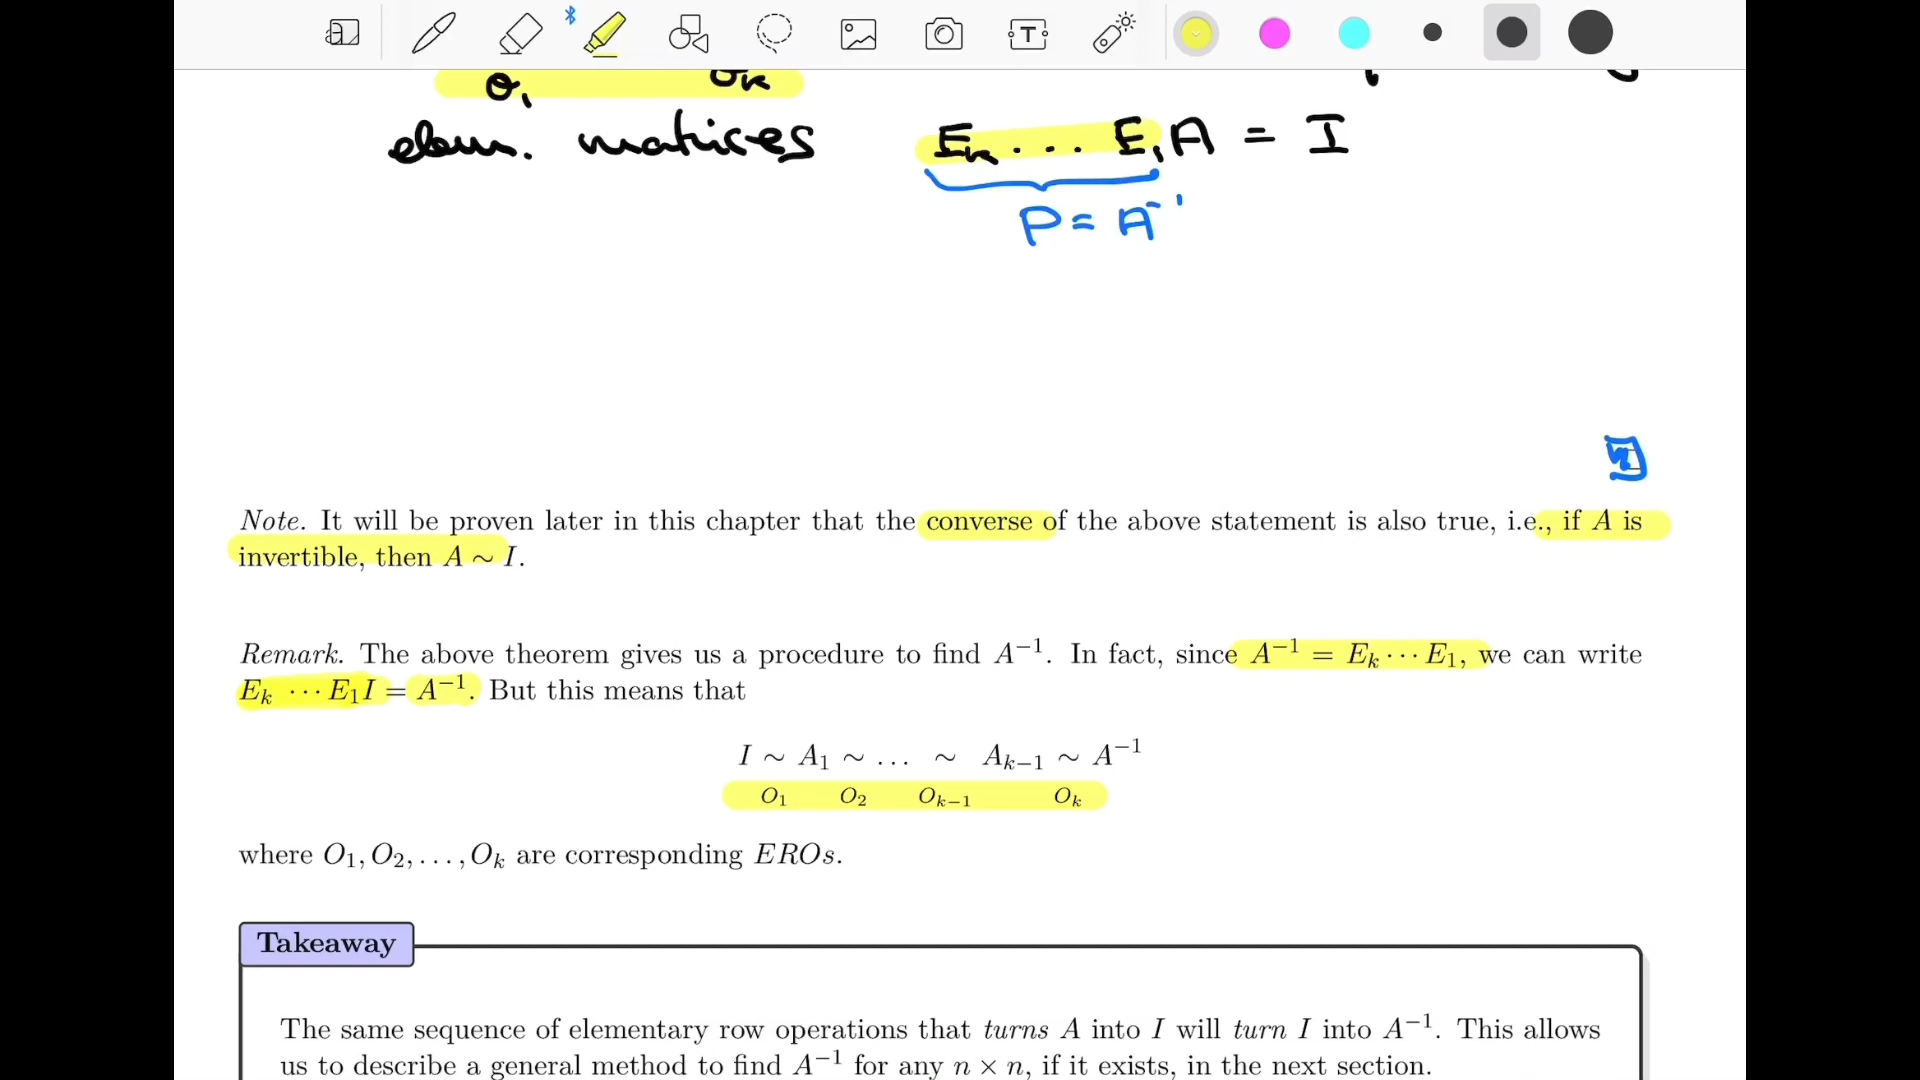 O₁ Oₖ
elem. matrices Eₖ . . . E₁A = I
P = A⁻¹
Note. It will be proven later in this chapter that the converse of the above statement is also true, i.e., if A is
invertible, then A ∼ I.
Remark. The above theorem gives us a procedure to find A⁻¹. In fact, since A⁻¹ = Eₖ ⋯ E₁, we can write
Eₖ ⋯ E₁I = A⁻¹. But this means that
I ∼ A₁ ∼ … ∼ Aₖ₋₁ ∼ A⁻¹
O₁ O₂ Oₖ₋₁ Oₖ
where O₁, O₂, …, Oₖ are corresponding EROs.
Takeaway
The same sequence of elementary row operations that turns A into I will turn I into A⁻¹. This allows
us to describe a general method to find A⁻¹ for any n × n, if it exists, in the next section.